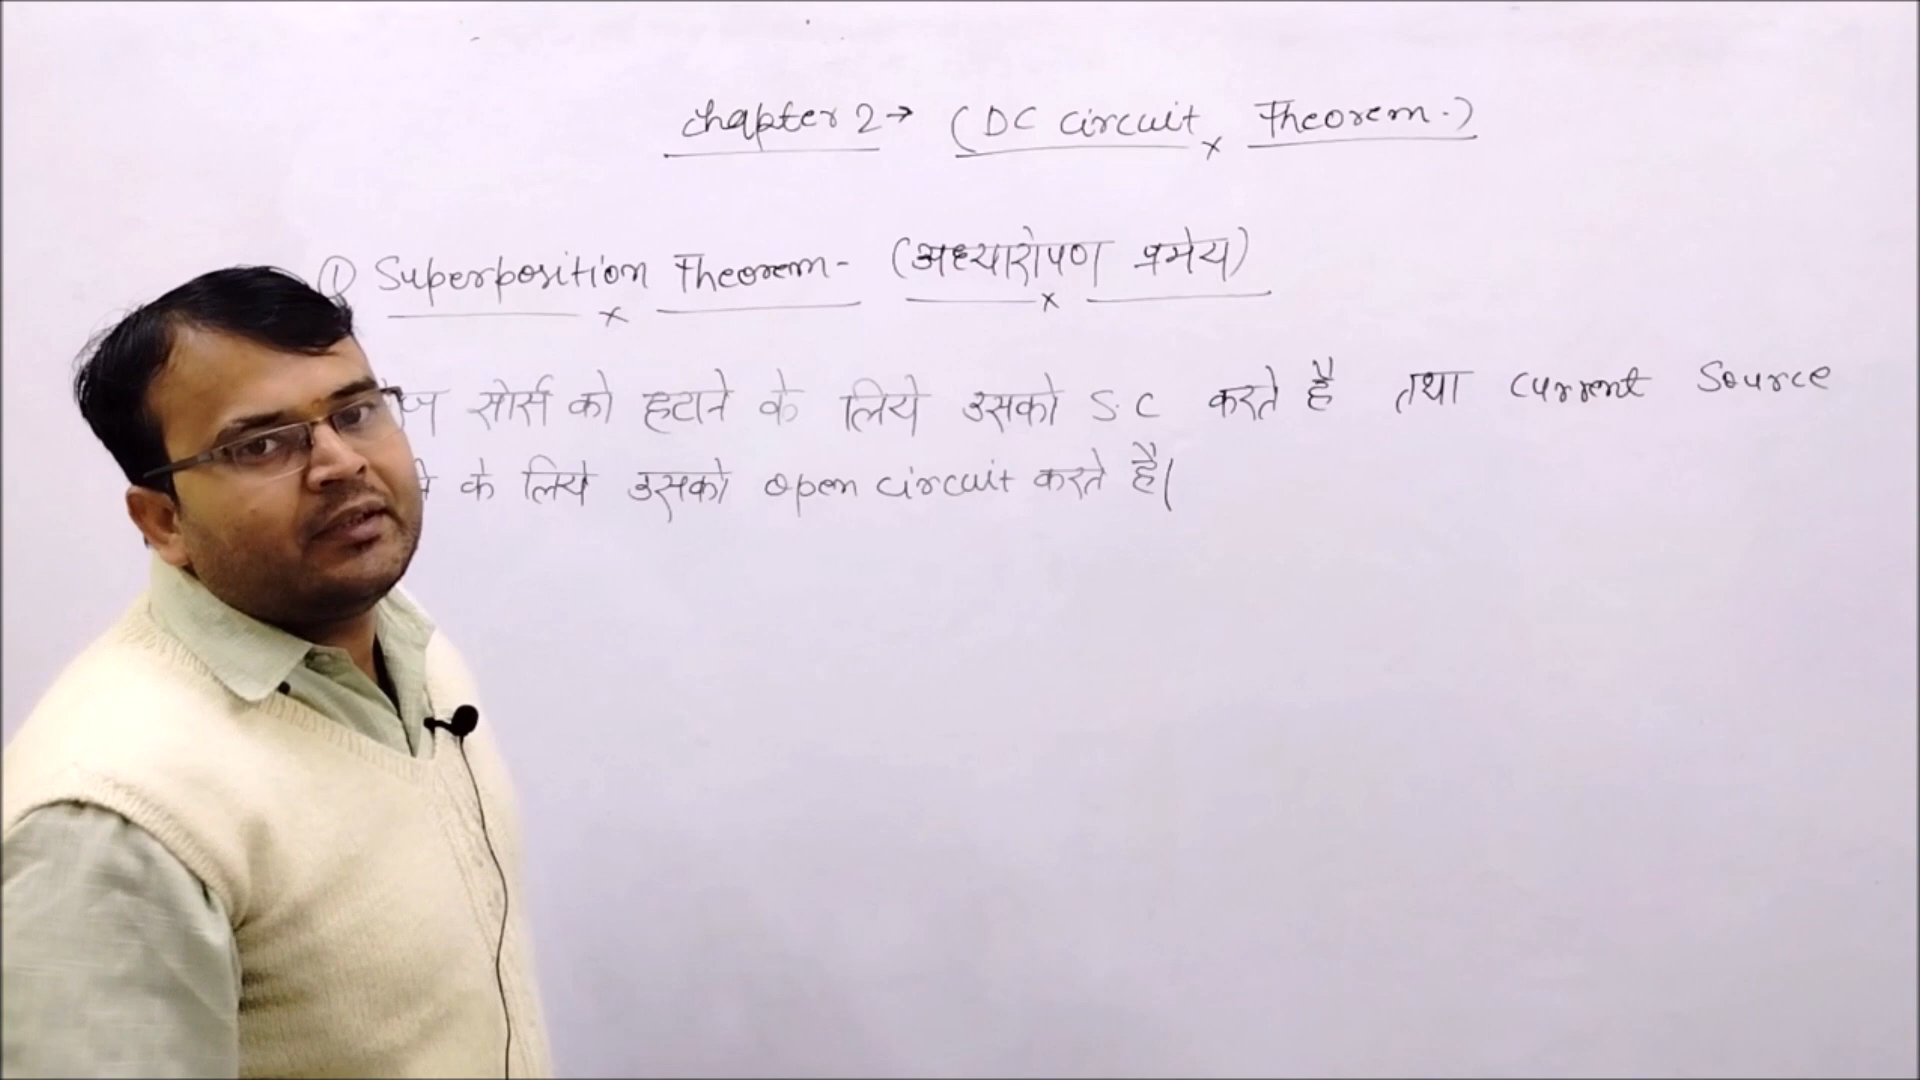 chapter 2→ (DC circuit Theorem.)
① Superposition Theorem- (अध्यारोपण प्रमेय)
सोर्स को हटाने के लिये उसको S.C करते है तथा current Source
के लिये उसको open circuit करते है।